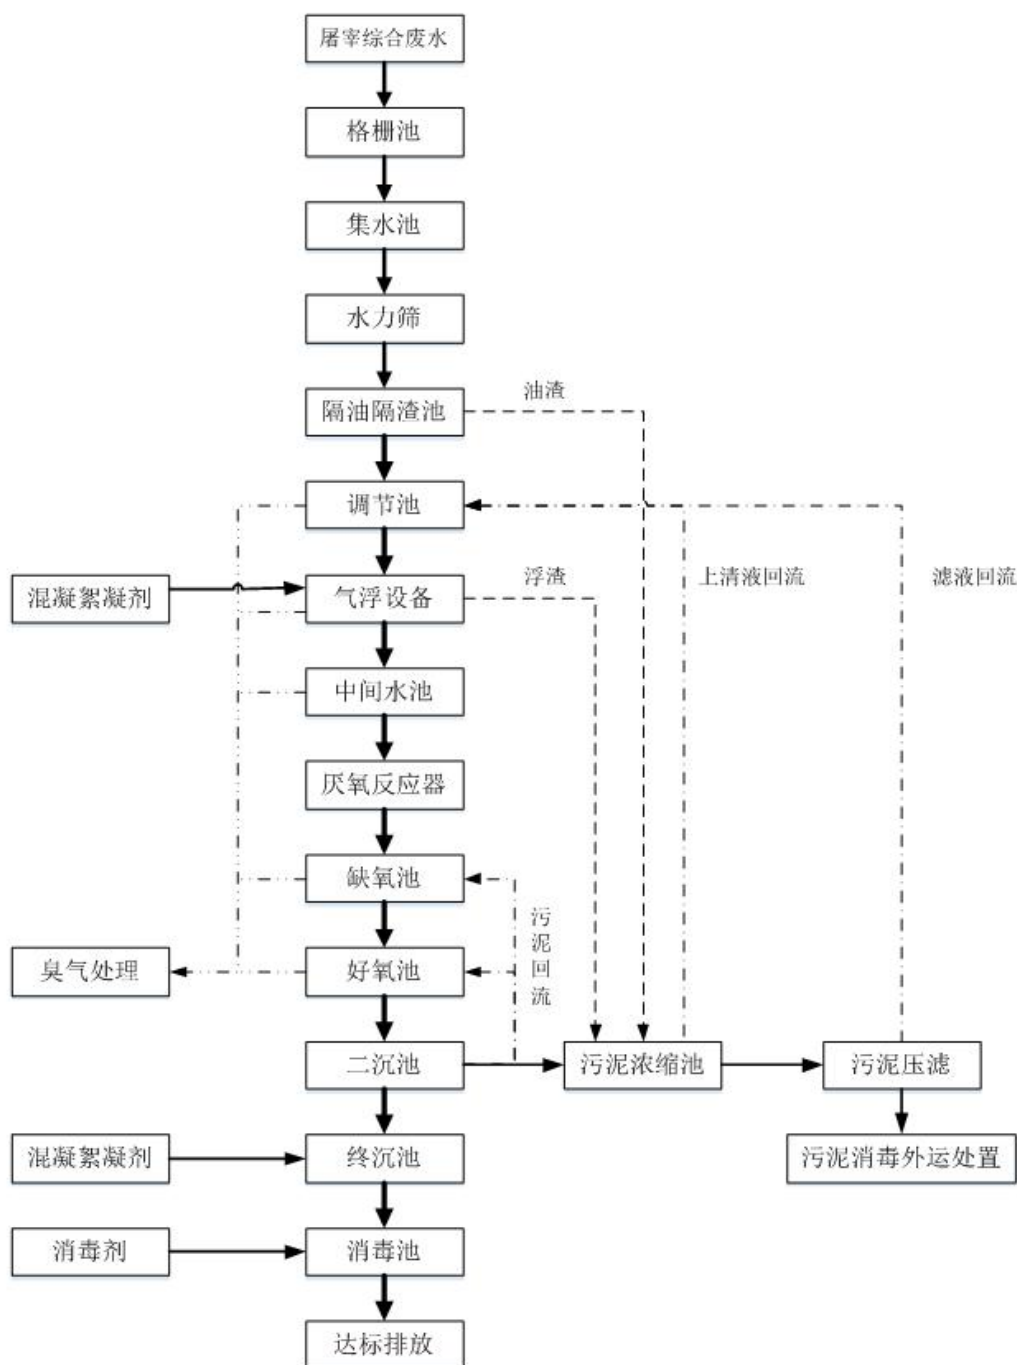 屠宰综合废水
格栅池
集水池
水力筛
隔油隔渣池
油渣
调节池
混凝絮凝剂
气浮设备
浮渣
上清液回流
滤液回流
中间水池
厌氧反应器
缺氧池
污泥回流
臭气处理
好氧池
二沉池
污泥浓缩池
污泥压滤
混凝絮凝剂
终沉池
污泥消毒外运处置
消毒剂
消毒池
达标排放